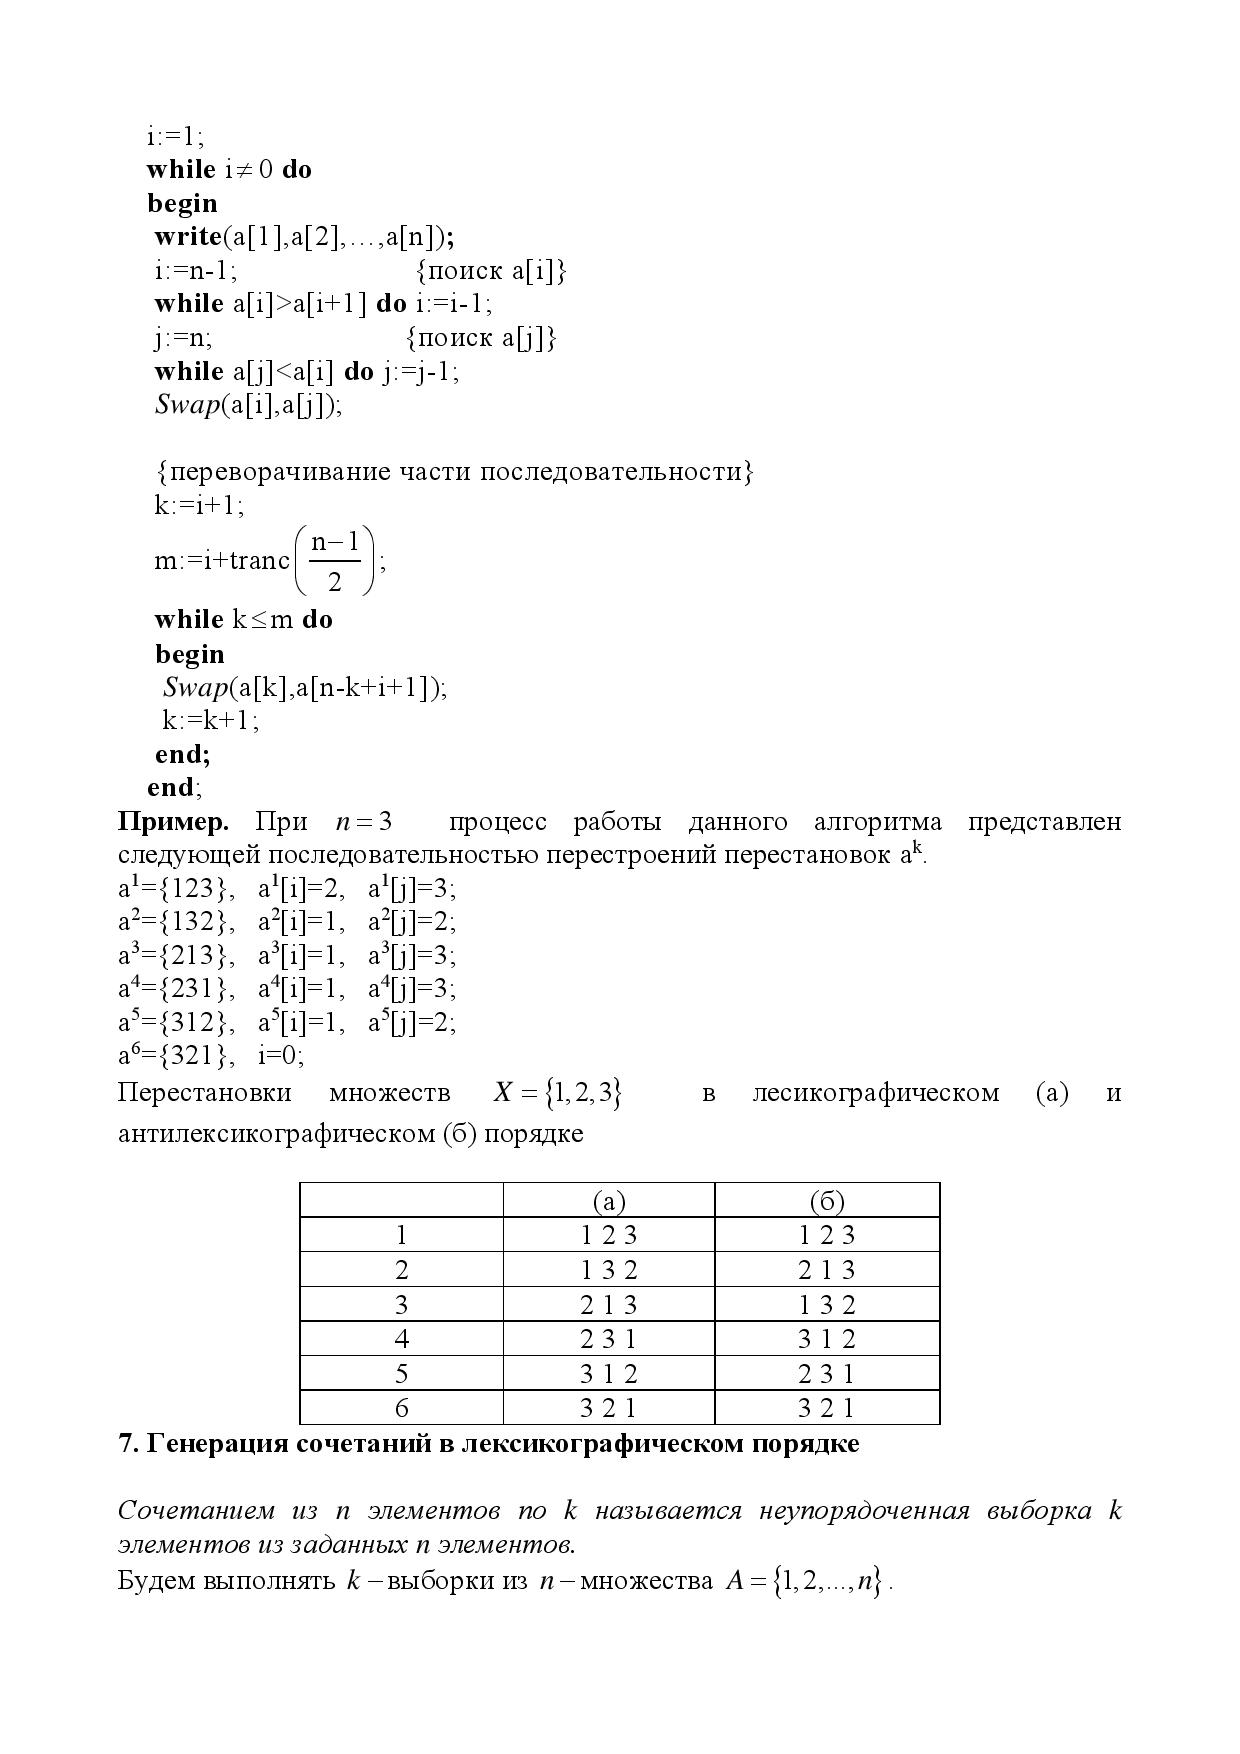 i:=1;
while i≠0 do
begin
write(a[1],a[2],…,a[n]);
i:=n-1; {поиск a[i]}
while a[i]>a[i+1] do i:=i-1;
j:=n; {поиск a[j]}
while a[j]<a[i] do j:=j-1;
Swap(a[i],a[j]);
{переворачивание части последовательности}
k:=i+1;
m:=i+tranc((n−1)/2);
while k≤m do
begin
Swap(a[k],a[n-k+i+1]);
k:=k+1;
end;
end;
Пример. При n = 3 процесс работы данного алгоритма представлен
следующей последовательностью перестроений перестановок a^k.
a^1={123}, a^1[i]=2, a^1[j]=3;
a^2={132}, a^2[i]=1, a^2[j]=2;
a^3={213}, a^3[i]=1, a^3[j]=3;
a^4={231}, a^4[i]=1, a^4[j]=3;
a^5={312}, a^5[i]=1, a^5[j]=2;
a^6={321}, i=0;
Перестановки множеств X = {1,2,3} в лесикографическом (а) и
антилексикографическом (б) порядке
(а) (б)
1 1 2 3 1 2 3
2 1 3 2 2 1 3
3 2 1 3 1 3 2
4 2 3 1 3 1 2
5 3 1 2 2 3 1
6 3 2 1 3 2 1
7. Генерация сочетаний в лексикографическом порядке
Сочетанием из n элементов по k называется неупорядоченная выборка k
элементов из заданных n элементов.
Будем выполнять k − выборки из n − множества A = {1,2,...,n}.